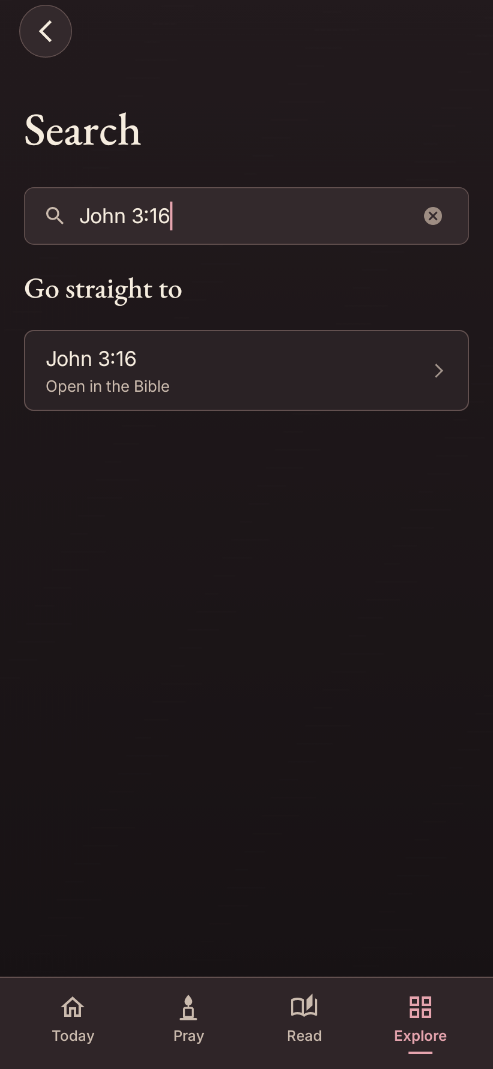 Search
John 3:16
Go straight to
John 3:16
Open in the Bible
Today
Pray
Read
Explore